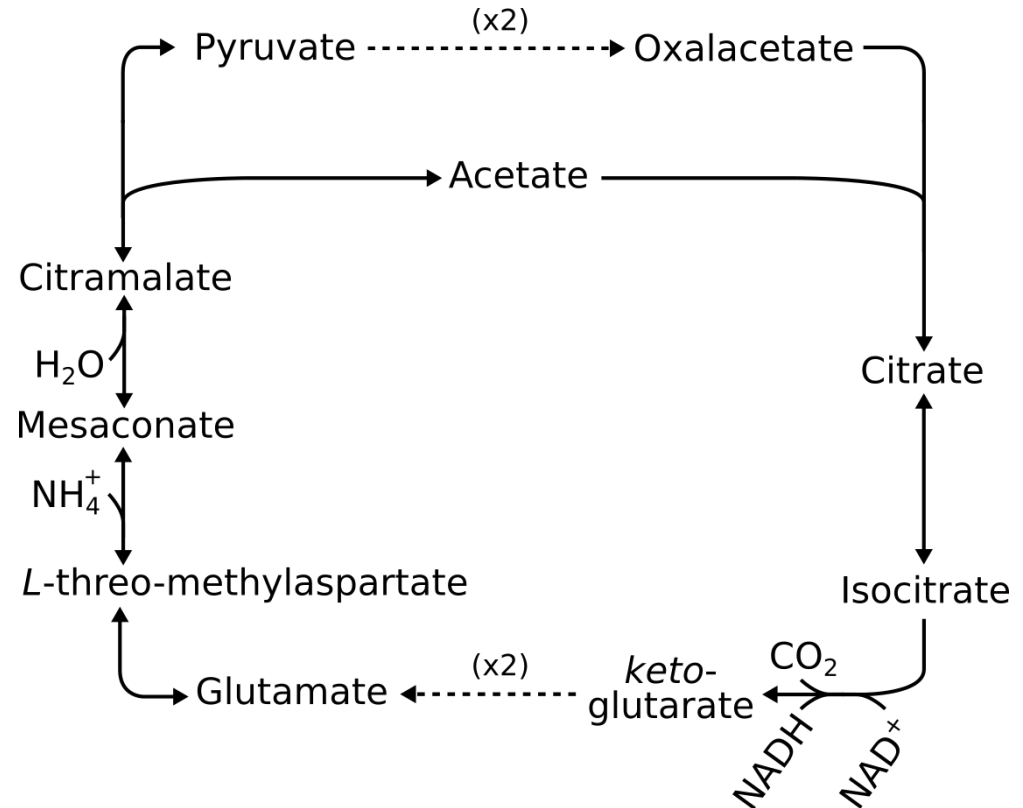 (x2)
Pyruvate
Oxalacetate
Acetate
Citramalate
H₂O
Citrate
Mesaconate
NH₄⁺
L-threo-methylaspartate
Isocitrate
CO₂
(x2)
keto-
glutarate
Glutamate
NADH
NAD⁺